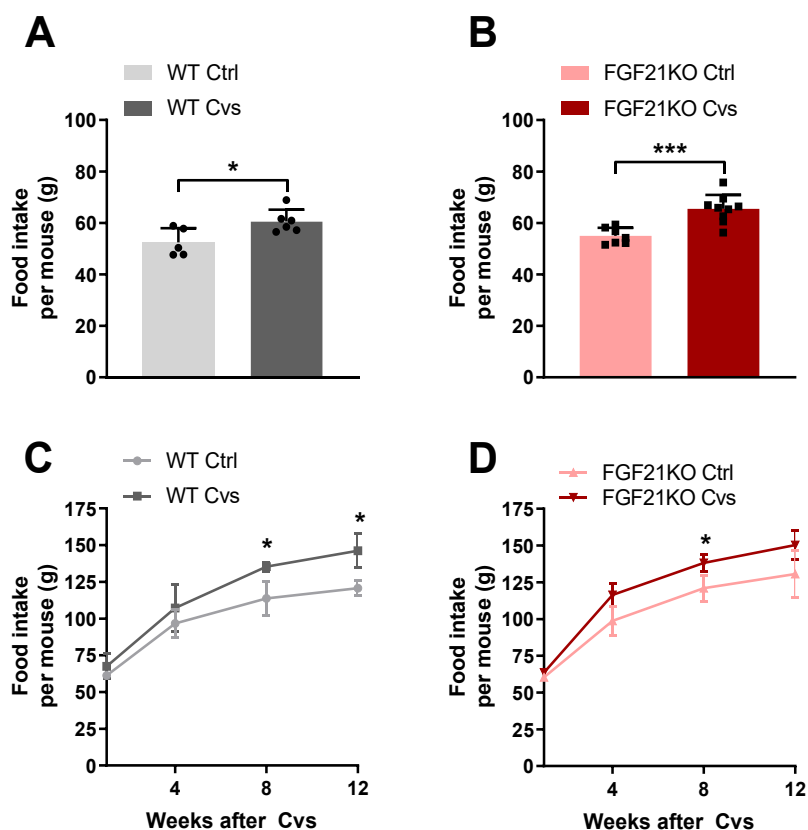 A
WT Ctrl
WT Cvs
Food intake
per mouse (g)
100
80
60
40
20
0
*
B
FGF21KO Ctrl
FGF21KO Cvs
Food intake
per mouse (g)
100
80
60
40
20
0
***
C
WT Ctrl
WT Cvs
Food intake
per mouse (g)
175
150
125
100
75
50
25
0
*
*
4
8
12
Weeks after Cvs
D
FGF21KO Ctrl
FGF21KO Cvs
Food intake
per mouse (g)
175
150
125
100
75
50
25
0
*
4
8
12
Weeks after Cvs